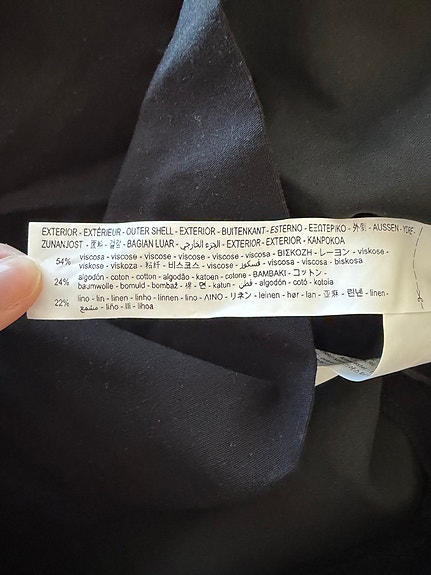 EXTERIOR - EXTÉRIEUR - OUTER SHELL - EXTERIOR - BUITENKANT - ESTERNO - ΕΞΩΤΕΡΙΚΟ - 外側 - AUSSEN - YDRE-
ZUNANJOST - 面料 - 겉감 - BAGIAN LUAR - الجزء الخارجي - EXTERIOR - EXTERIOR - KANPOKOA
54% viscosa - viscose - viscose - viscose - viscose - viscosa - ΒΙΣΚΟΖΗ - レーヨン - viskose -
viskose - viskoza - 粘纤 - 비스코스 - viscose - فسكوز - viscosa - viscosa - biskosa
24% algodón - coton - cotton - algodão - katoen - cotone - ΒΑΜΒΑΚΙ - コットン -
baumwolle - bomuld - bombaž - 棉 - 면 - katun - قطن - algodón - cotó - kotoia
22% lino - lin - linen - linho - linnen - lino - ΛΙΝΟ - リネン - leinen - hør - lan - 亚麻 - 린넨 - linen -
- liño - lli - lihoa